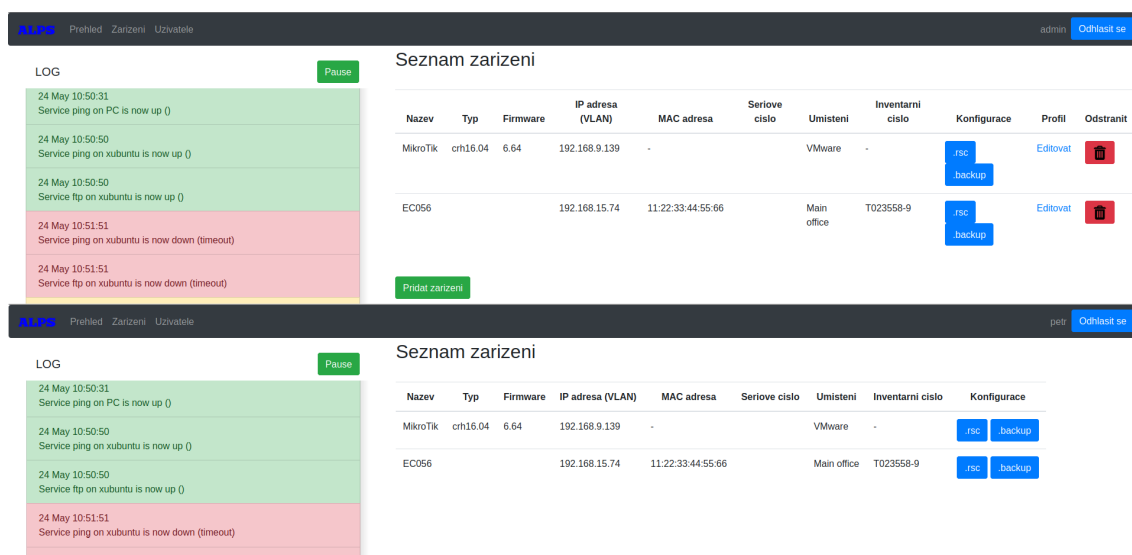 ALPS Prehled Zarizeni Uzivatele admin Odhlasit se
LOG Pause
24 May 10:50:31
Service ping on PC is now up ()
24 May 10:50:50
Service ping on xubuntu is now up ()
24 May 10:50:50
Service ftp on xubuntu is now up ()
24 May 10:51:51
Service ping on xubuntu is now down (timeout)
24 May 10:51:51
Service ftp on xubuntu is now down (timeout)
Seznam zarizeni
Nazev Typ Firmware IP adresa (VLAN) MAC adresa Seriove cislo Umisteni Inventarni cislo Konfigurace Profil Odstranit
MikroTik crh16.04 6.64 192.168.9.139 - VMware - .rsc .backup Editovat
EC056 192.168.15.74 11:22:33:44:55:66 Main office T023558-9 .rsc .backup Editovat
Pridat zarizeni
ALPS Prehled Zarizeni Uzivatele petr Odhlasit se
LOG Pause
24 May 10:50:31
Service ping on PC is now up ()
24 May 10:50:50
Service ping on xubuntu is now up ()
24 May 10:50:50
Service ftp on xubuntu is now up ()
24 May 10:51:51
Service ping on xubuntu is now down (timeout)
Seznam zarizeni
Nazev Typ Firmware IP adresa (VLAN) MAC adresa Seriove cislo Umisteni Inventarni cislo Konfigurace
MikroTik crh16.04 6.64 192.168.9.139 - VMware - .rsc .backup
EC056 192.168.15.74 11:22:33:44:55:66 Main office T023558-9 .rsc .backup